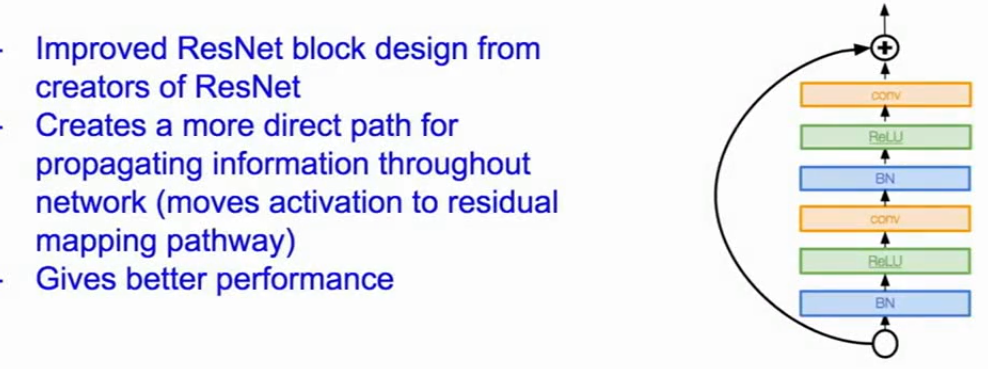 - Improved ResNet block design from
creators of ResNet
- Creates a more direct path for
propagating information throughout
network (moves activation to residual
mapping pathway)
- Gives better performance
+
conv
ReLU
BN
conv
ReLU
BN